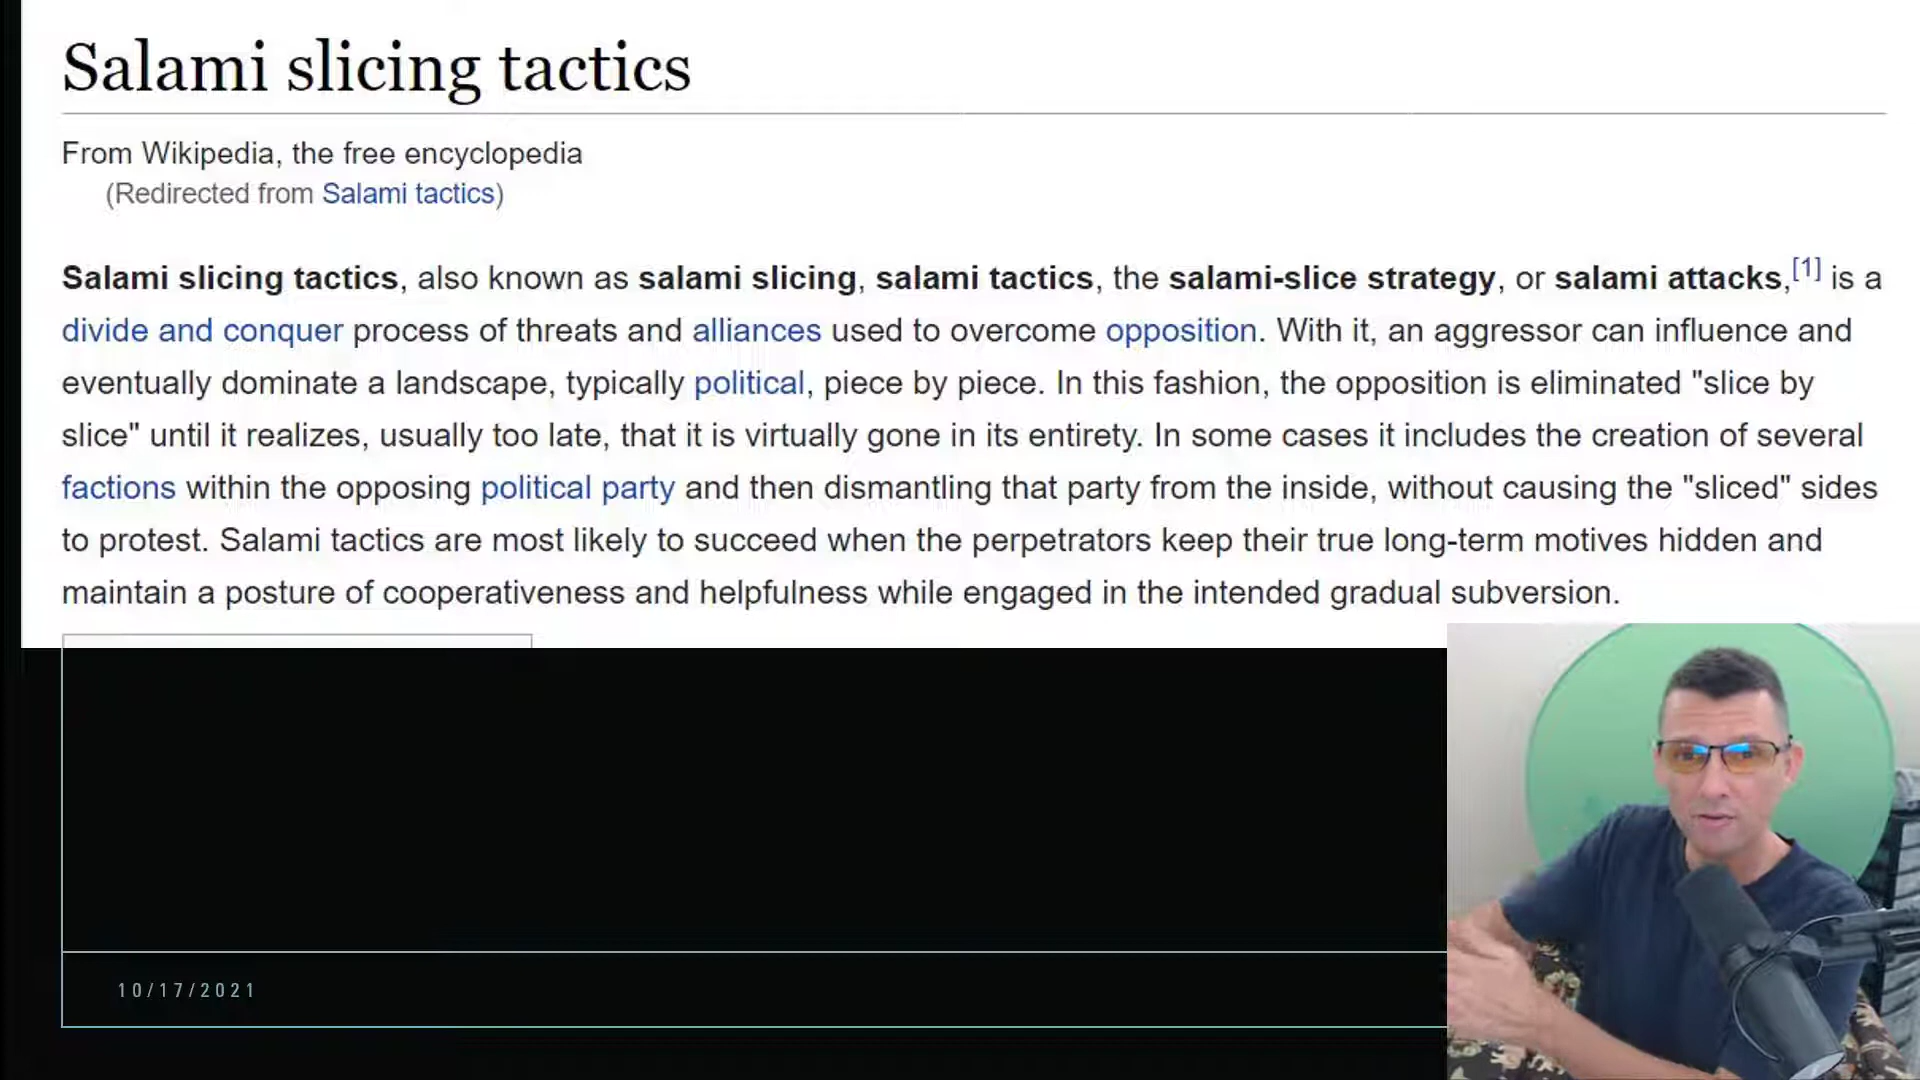 Salami slicing tactics
From Wikipedia, the free encyclopedia
(Redirected from Salami tactics)
Salami slicing tactics, also known as salami slicing, salami tactics, the salami-slice strategy, or salami attacks,[1] is a
divide and conquer process of threats and alliances used to overcome opposition. With it, an aggressor can influence and
eventually dominate a landscape, typically political, piece by piece. In this fashion, the opposition is eliminated "slice by
slice" until it realizes, usually too late, that it is virtually gone in its entirety. In some cases it includes the creation of several
factions within the opposing political party and then dismantling that party from the inside, without causing the "sliced" sides
to protest. Salami tactics are most likely to succeed when the perpetrators keep their true long-term motives hidden and
maintain a posture of cooperativeness and helpfulness while engaged in the intended gradual subversion.
10/17/2021